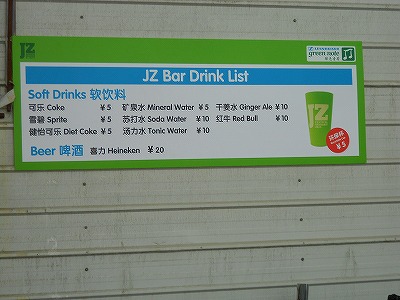 JZ
green note
JZ Bar Drink List
Soft Drinks 软饮料
可乐 Coke ¥5 矿泉水 Mineral Water ¥5 干姜水 Ginger Ale ¥10
雪碧 Sprite ¥5 苏打水 Soda Water ¥10 红牛 Red Bull ¥10
健怡可乐 Diet Coke ¥5 汤力水 Tonic Water ¥10
Beer 啤酒 喜力 Heineken ¥20
JZ
¥5